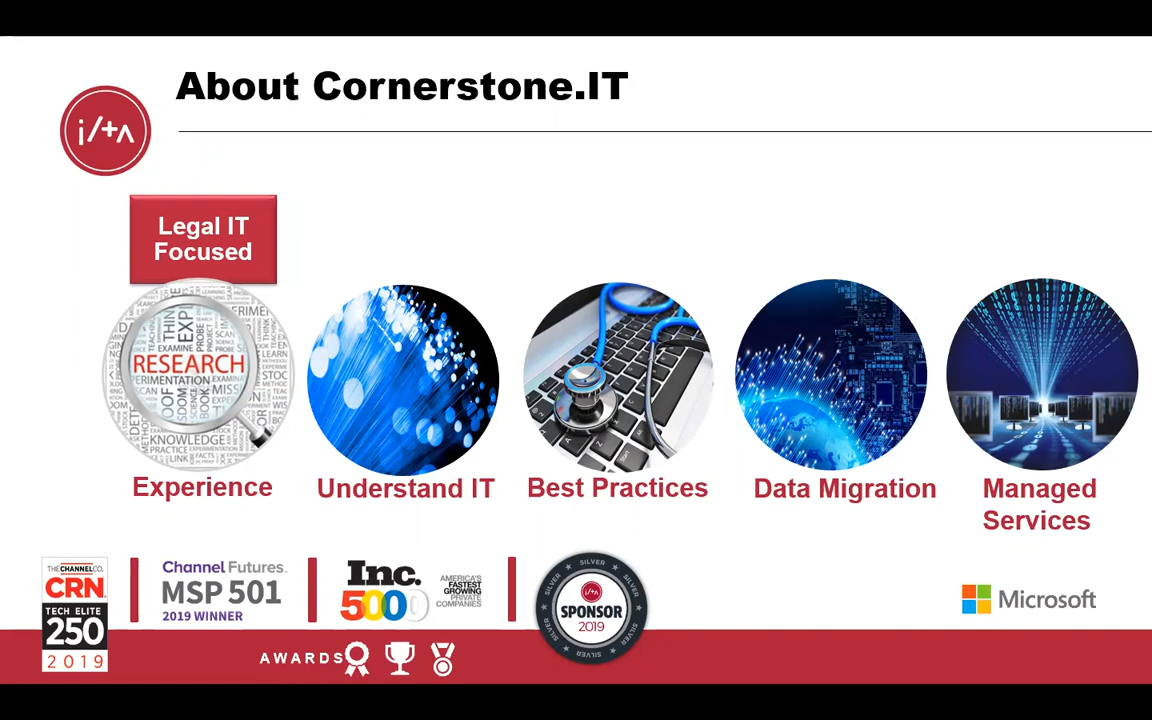 About Cornerstone.IT
i/+Λ
Legal IT
Focused
RESEARCH
KNOWLEDGE
PRACTICE
LINK
Experience
Understand IT
Best Practices
Data Migration
Managed
Services
THE CHANNEL CO.
CRN
TECH ELITE
250
2019
Channel Futures
MSP 501
2019 WINNER
Inc.
5000
AMERICA'S
FASTEST
GROWING
PRIVATE
COMPANIES
SILVER
SPONSOR
2019
Microsoft
AWARDS